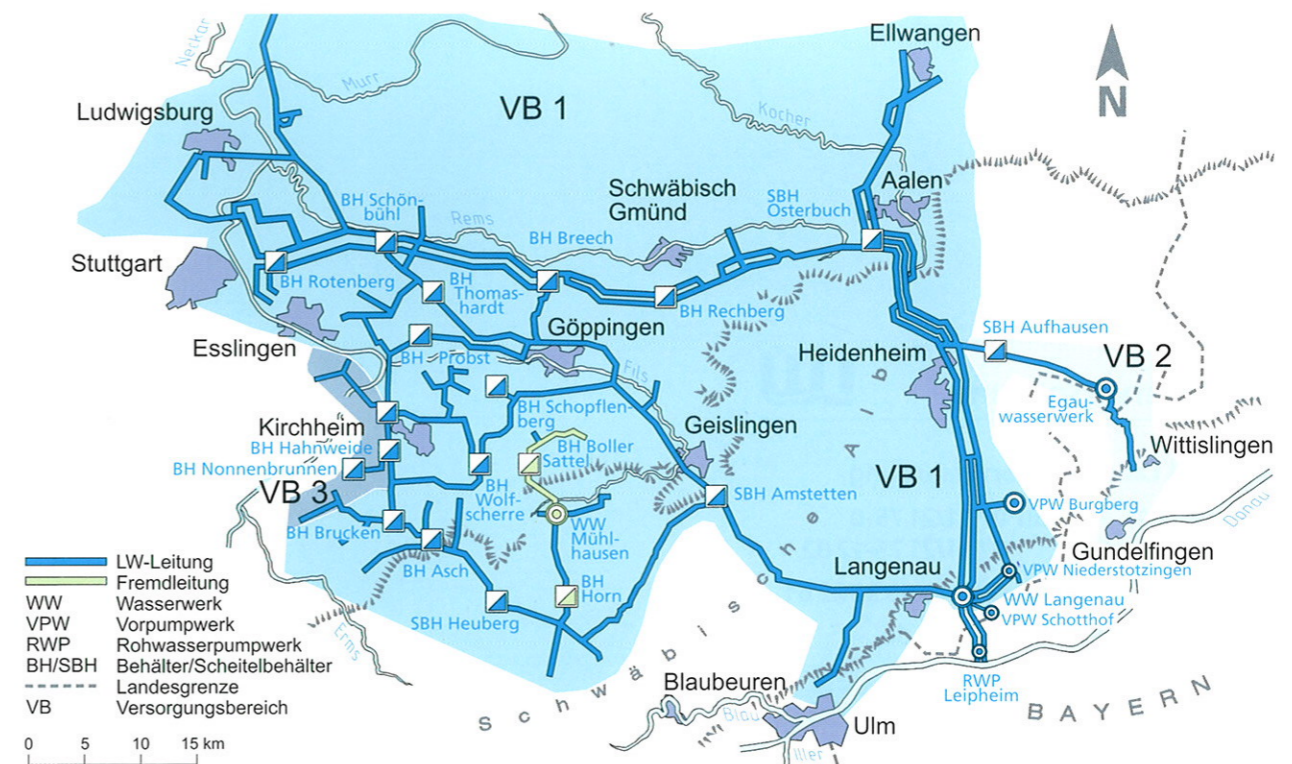 Neckar
Murr
Kocher
Ellwangen
N
Ludwigsburg
VB 1
Aalen
BH Schön-
bühl
Rems
Schwäbisch
Gmünd
SBH
Osterbuch
BH Breech
Stuttgart
BH Rotenberg
BH
Thomas-
hardt
BH Rechberg
Göppingen
Esslingen
BH Probst
Fils
SBH Aufhausen
Heidenheim
VB 2
Egau-
wasserwerk
BH Schopflen-
berg
Kirchheim
BH Hahnweide
BH Nonnenbrunnen
VB 3
BH Boller
Sattel
Geislingen
Wittislingen
BH
Wolf-
scherre
SBH Amstetten
VB 1
VPW Burgberg
Donau
BH Brucken
WW
Mühl-
hausen
Gundelfingen
BH Asch
Langenau
VPW Niederstotzingen
BH
Horn
WW Langenau
VPW Schotthof
SBH Heuberg
Erms
RWP
Leipheim
Schwäbische Alb
Blaubeuren
Blau
Ulm
Iller
BAYERN
LW-Leitung
Fremdleitung
WW Wasserwerk
VPW Vorpumpwerk
RWP Rohwasserpumpwerk
BH/SBH Behälter/Scheitelbehälter
Landesgrenze
VB Versorgungsbereich
0 5 10 15 km